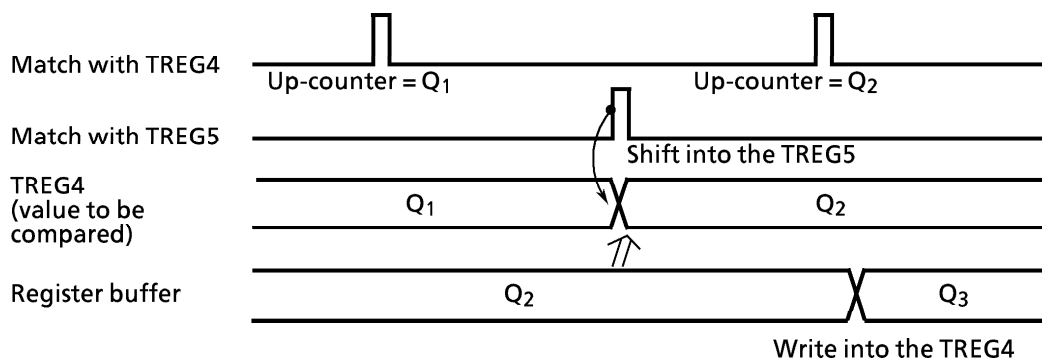 Match with TREG4
Up-counter = Q1
Up-counter = Q2
Match with TREG5
Shift into the TREG5
TREG4
(value to be
compared)
Q1
Q2
Register buffer
Q2
Q3
Write into the TREG4